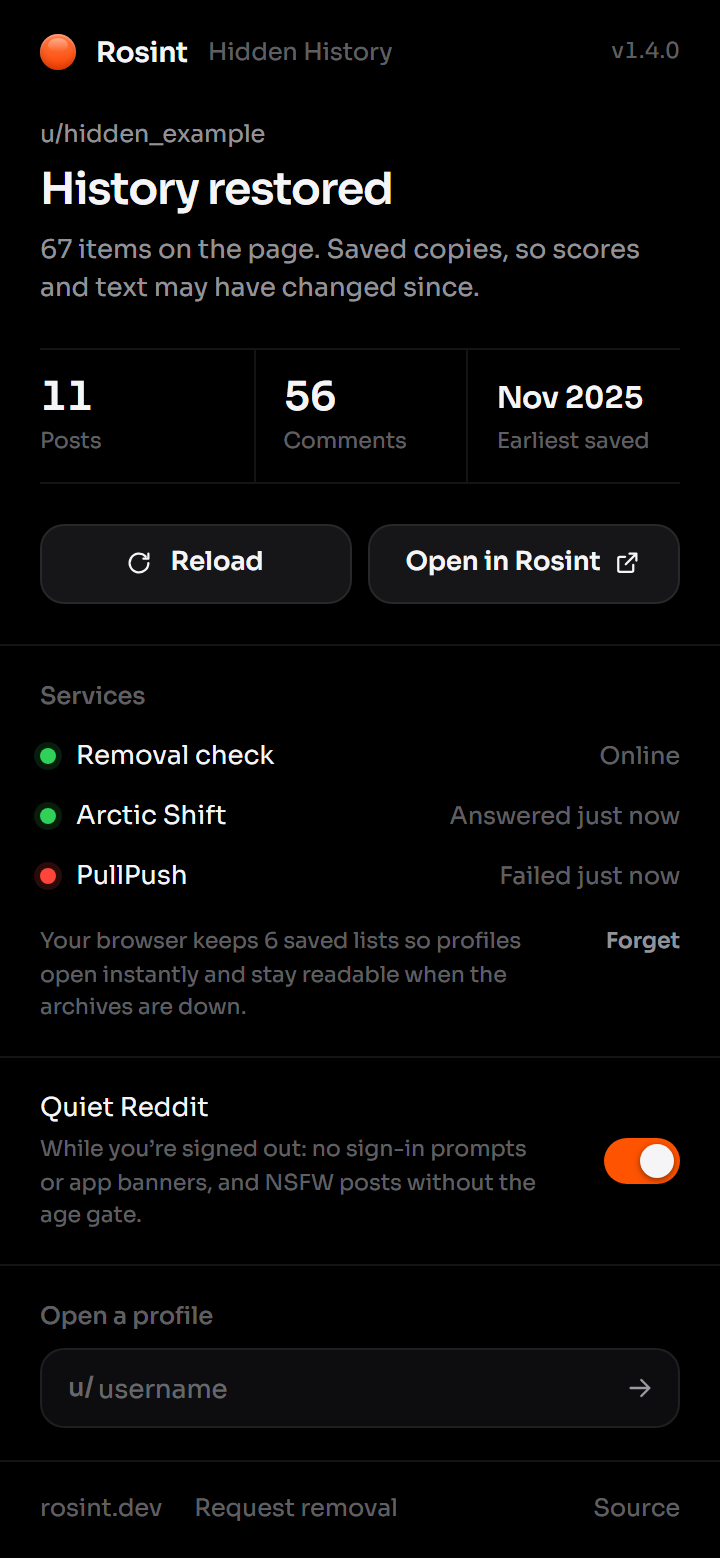 Rosint Hidden History v1.4.0
u/hidden_example
History restored
67 items on the page. Saved copies, so scores
and text may have changed since.
11 56 Nov 2025
Posts Comments Earliest saved
Reload Open in Rosint
Services
Removal check Online
Arctic Shift Answered just now
PullPush Failed just now
Your browser keeps 6 saved lists so profiles Forget
open instantly and stay readable when the
archives are down.
Quiet Reddit
While you’re signed out: no sign-in prompts
or app banners, and NSFW posts without the
age gate.
Open a profile
u/ username
rosint.dev Request removal Source